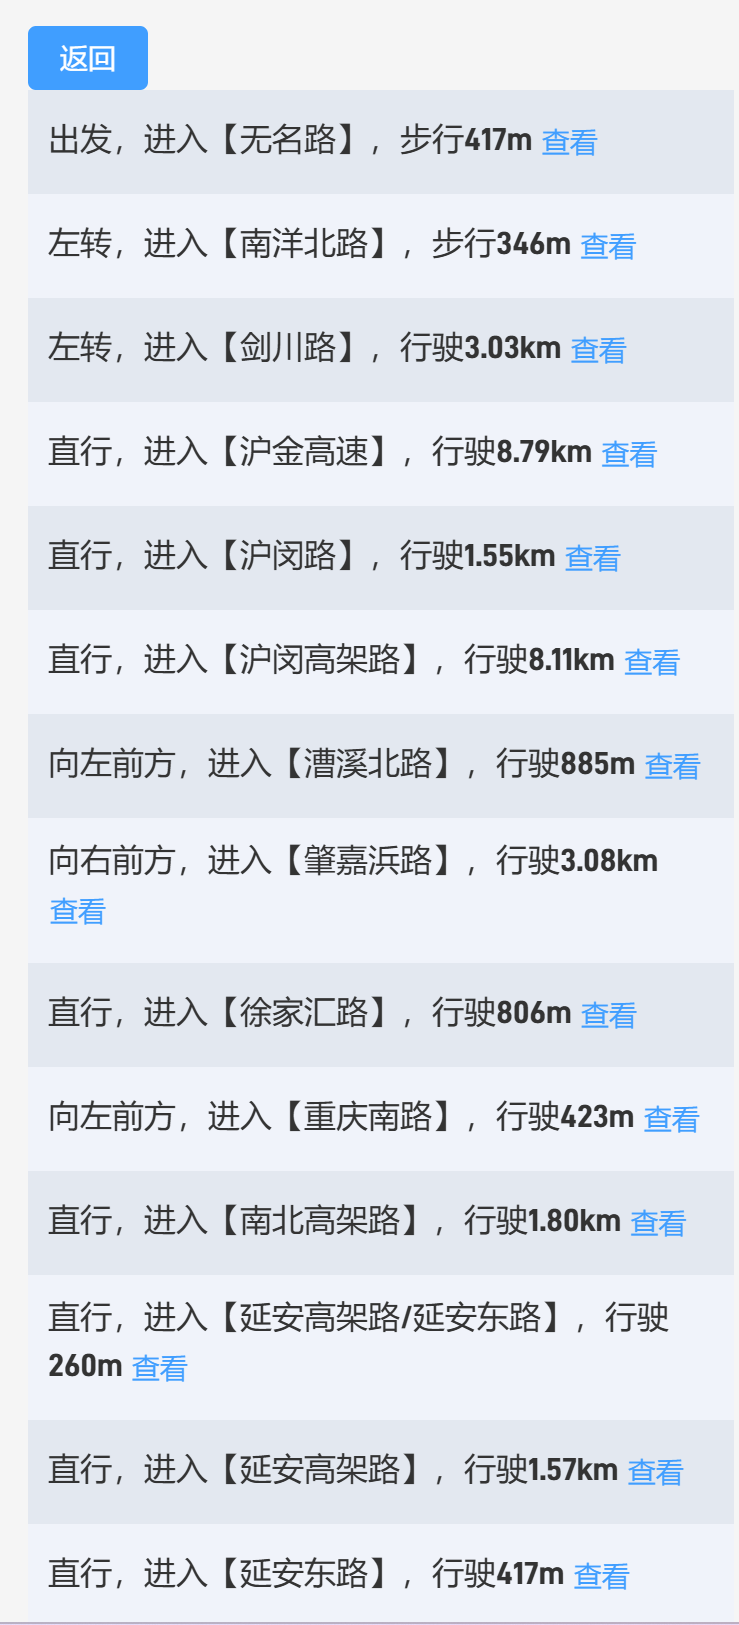 返回
出发，进入【无名路】，步行417m 查看
左转，进入【南洋北路】，步行346m 查看
左转，进入【剑川路】，行驶3.03km 查看
直行，进入【沪金高速】，行驶8.79km 查看
直行，进入【沪闵路】，行驶1.55km 查看
直行，进入【沪闵高架路】，行驶8.11km 查看
向左前方，进入【漕溪北路】，行驶885m 查看
向右前方，进入【肇嘉浜路】，行驶3.08km
查看
直行，进入【徐家汇路】，行驶806m 查看
向左前方，进入【重庆南路】，行驶423m 查看
直行，进入【南北高架路】，行驶1.80km 查看
直行，进入【延安高架路/延安东路】，行驶
260m 查看
直行，进入【延安高架路】，行驶1.57km 查看
直行，进入【延安东路】，行驶417m 查看